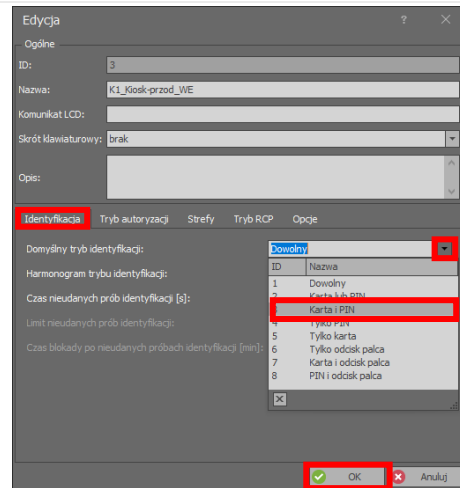 Edycja ?
Ogólne
ID: 3
Nazwa: K1_Kiosk-przod_WE
Komunikat LCD:
Skrót klawiaturowy: brak
Opis:
Identyfikacja Tryb autoryzacji Strefy Tryb RCP Opcje
Domyślny tryb identyfikacji: Dowolny
Harmonogram trybu identyfikacji: ID Nazwa
1 Dowolny
Czas nieudanych prób identyfikacji [s]: 2 Karta lub PIN
3 Karta i PIN
Limit nieudanych prób identyfikacji: 4 Tylko PIN
5 Tylko karta
Czas blokady po nieudanych próbach identyfikacji [min]: 6 Tylko odcisk palca
7 Karta i odcisk palca
8 PIN i odcisk palca
OK Anuluj